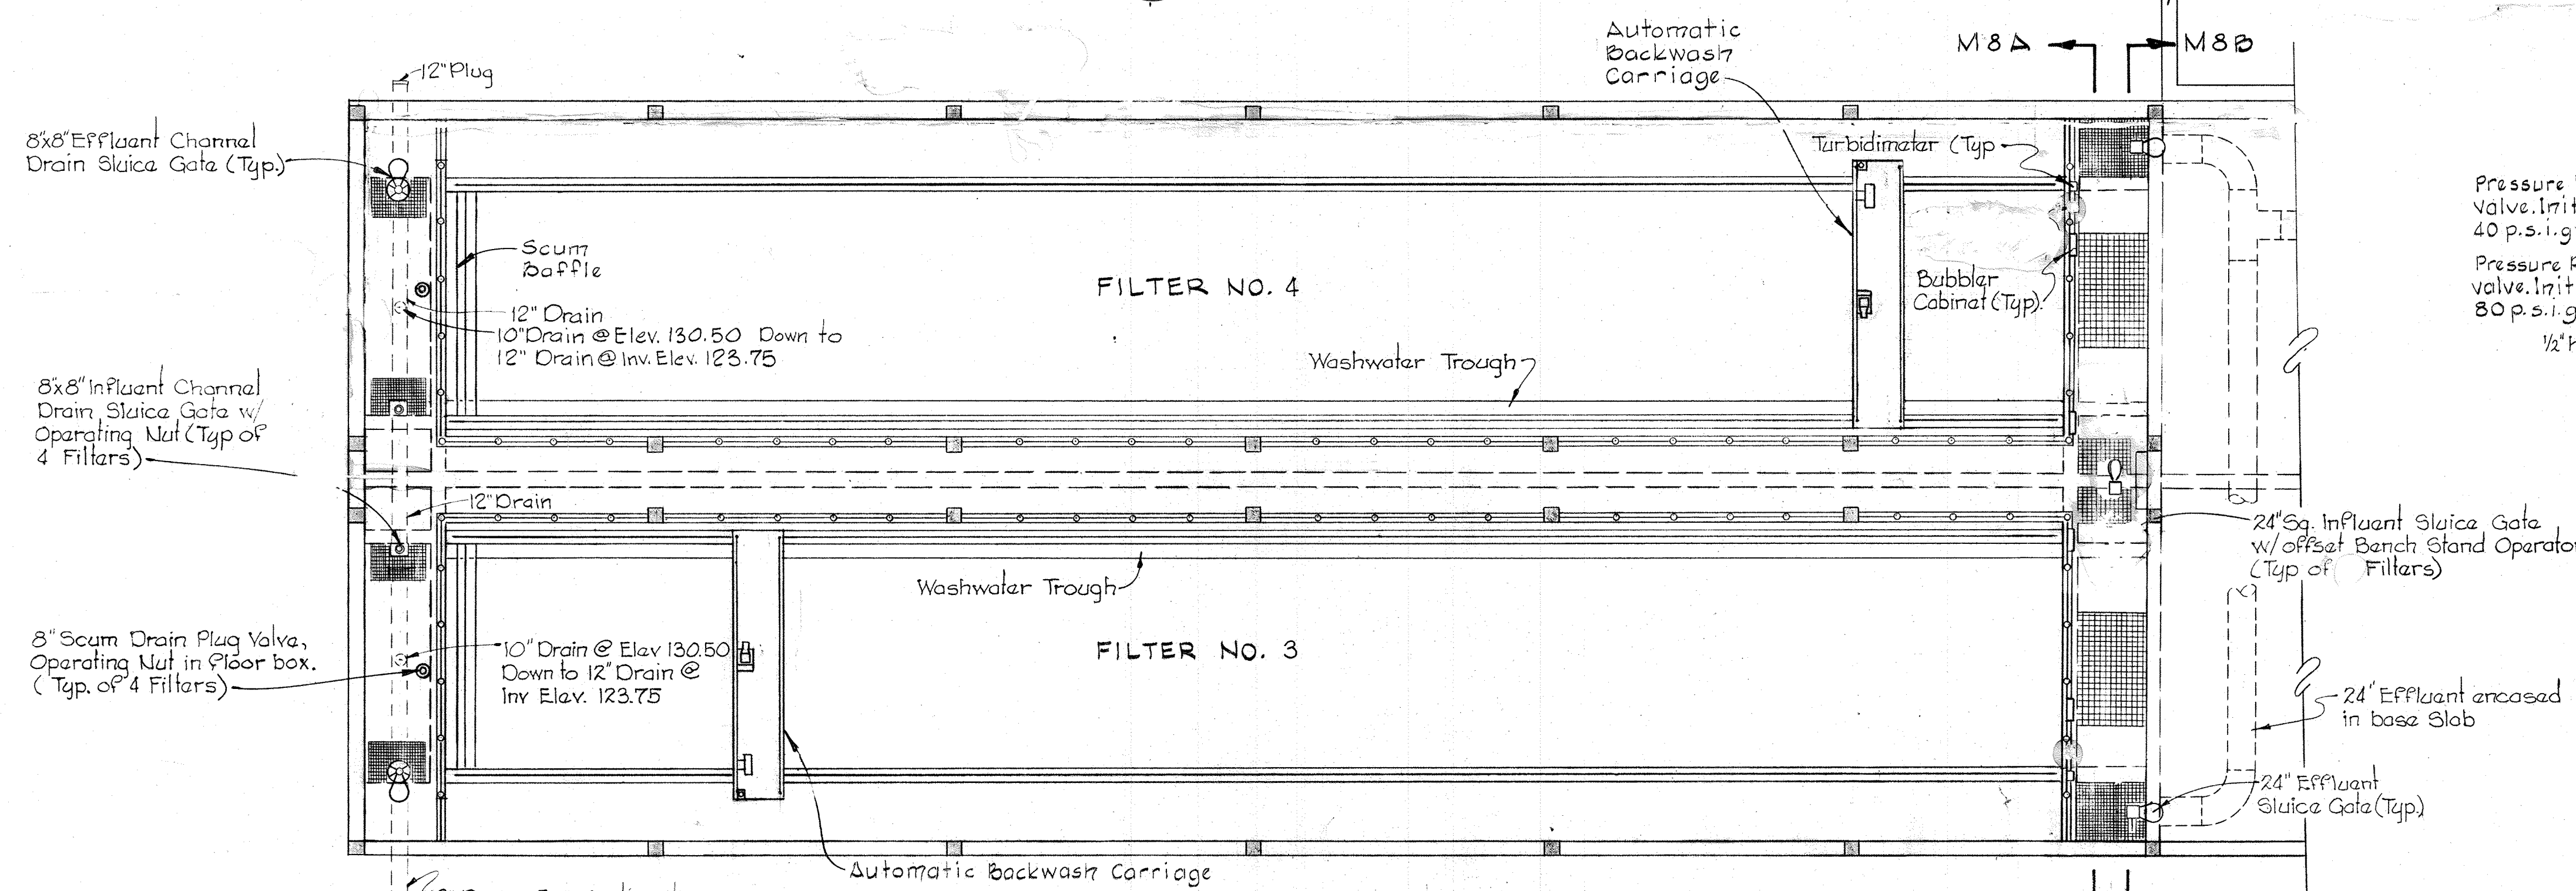 Automatic
Backwash
Carriage
M8A
M8B
12" Plug
8"x8" Effluent Channel
Drain Sluice Gate (Typ.)
Turbidimeter (Typ
Pressure
Valve. Init
40 p.s.i.g
Pressure R
valve. Init
80 p.s.i.g
1/2"
Scum
Baffle
FILTER NO. 4
Bubbler
Cabinet (Typ).
12" Drain
10" Drain @ Elev. 130.50 Down to
12" Drain @ Inv. Elev. 123.75
Washwater Trough
8"x8" Influent Channel
Drain Sluice Gate w/
Operating Nut (Typ of
4 Filters)
12" Drain
24" Sq. Influent Sluice Gate
w/offset Bench Stand Operator
(Typ of Filters)
Washwater Trough
8" Scum Drain Plug Valve,
Operating Nut in floor box.
(Typ. of 4 Filters)
10" Drain @ Elev 130.50
Down to 12" Drain @
Inv Elev. 123.75
FILTER NO. 3
24" Effluent encased
in base Slab
24" Effluent
Sluice Gate (Typ.)
Automatic Backwash Carriage